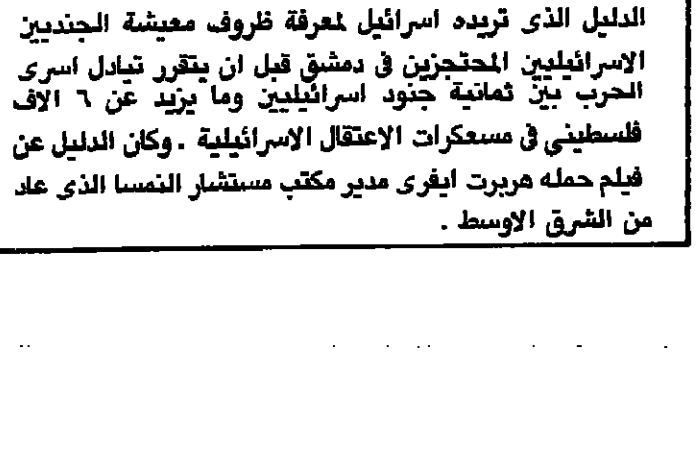 الدليل الذى تريده اسرائيل لمعرفة ظروف معيشة الجنديين
الاسرائيليين المحتجزين فى دمشق قبل ان يتقرر تبادل اسرى
الحرب بين ثمانية جنود اسرائيليين وما يزيد عن ٦ الاف
فلسطيني فى معسكرات الاعتقال الاسرائيلية . وكان الدليل عن
فيلم حمله هربرت ايفرى مدير مكتب مستشار النمسا الذى عاد
من الشرق الاوسط .